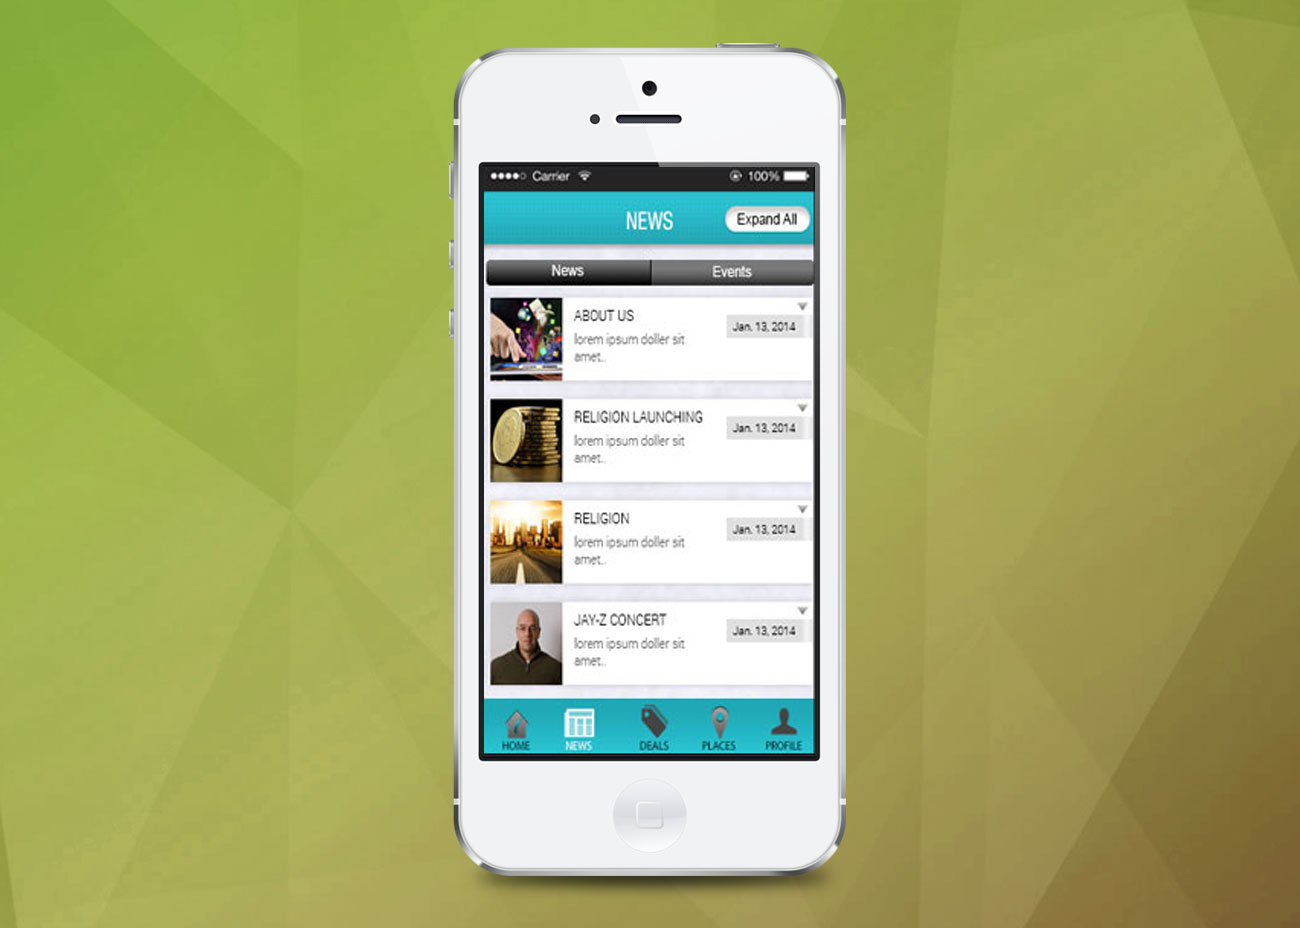 Carrier 100%
NEWS Expand All
News Events
ABOUT US
Jan. 13, 2014
lorem ipsum doller sit
amet..
RELIGION LAUNCHING
Jan. 13, 2014
lorem ipsum doller sit
amet..
RELIGION
Jan. 13, 2014
lorem ipsum doller sit
amet..
JAY-Z CONCERT
Jan. 13, 2014
lorem ipsum doller sit
amet..
HOME NEWS DEALS PLACES PROFILE